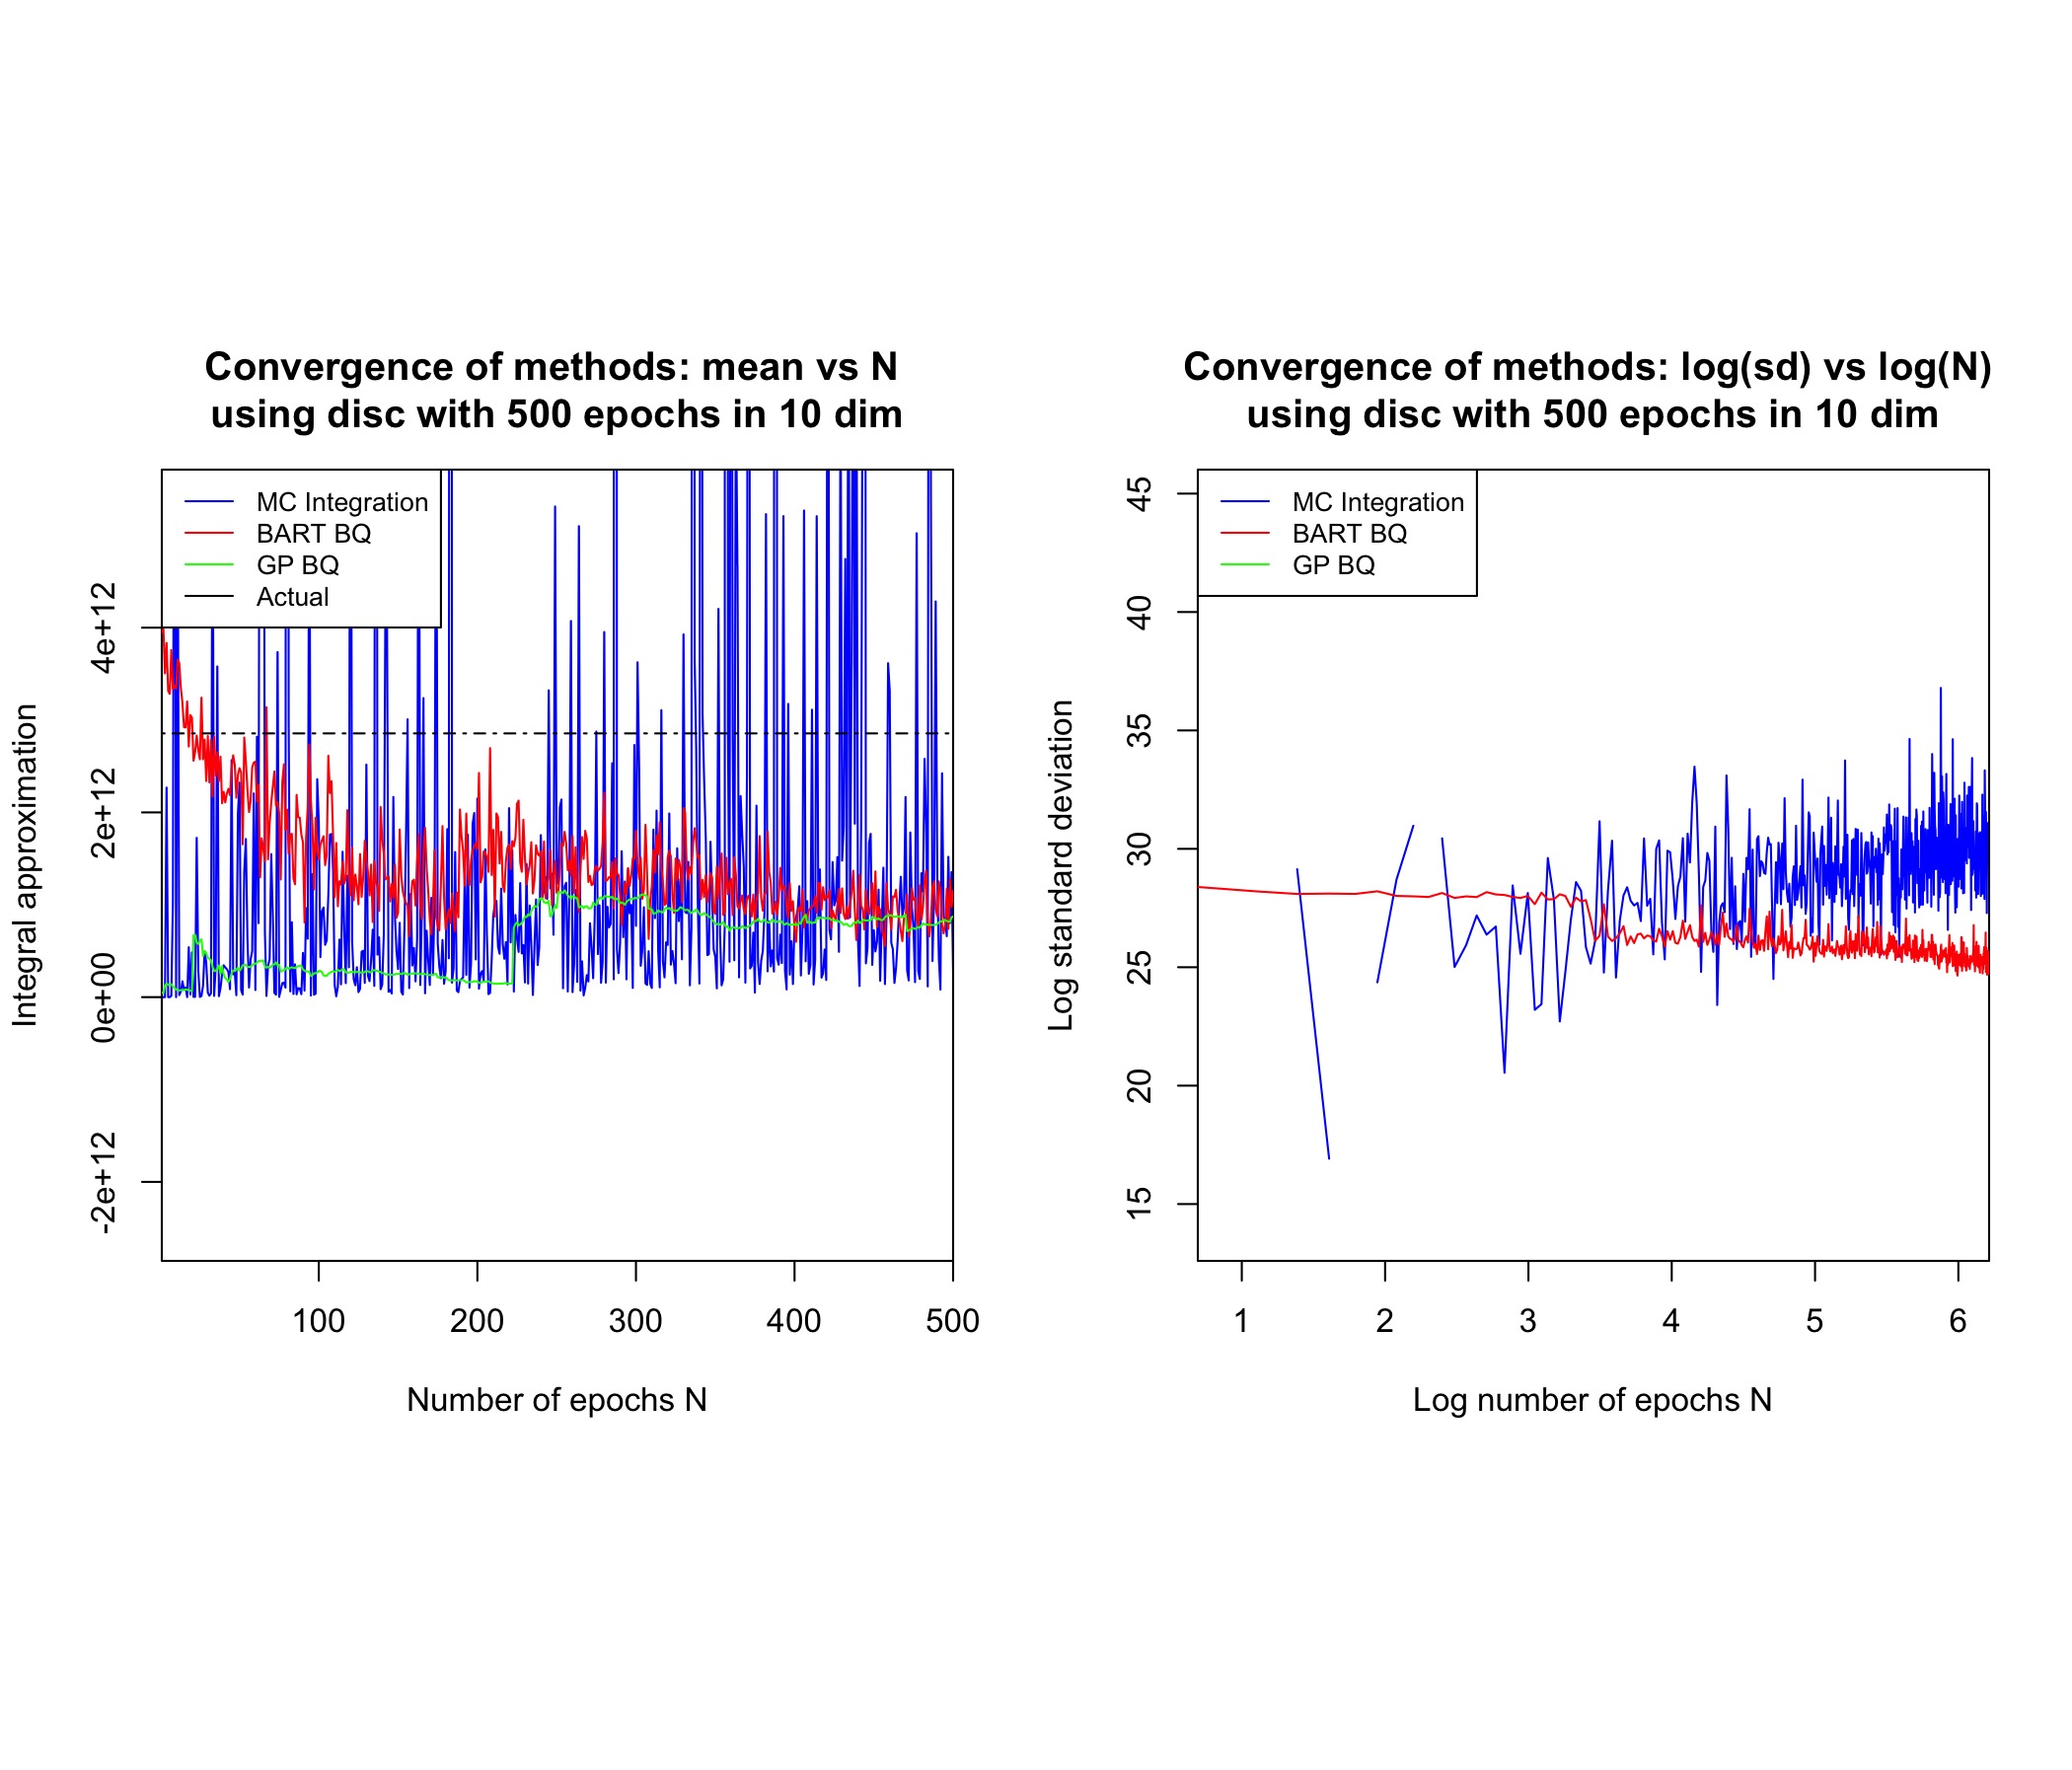 Convergence of methods: mean vs N
using disc with 500 epochs in 10 dim
MC Integration
BART BQ
GP BQ
Actual
4e+12
2e+12
0e+00
-2e+12
Integral approximation
100 200 300 400 500
Number of epochs N
Convergence of methods: log(sd) vs log(N)
using disc with 500 epochs in 10 dim
MC Integration
BART BQ
GP BQ
45
40
35
30
25
20
15
Log standard deviation
1 2 3 4 5 6
Log number of epochs N